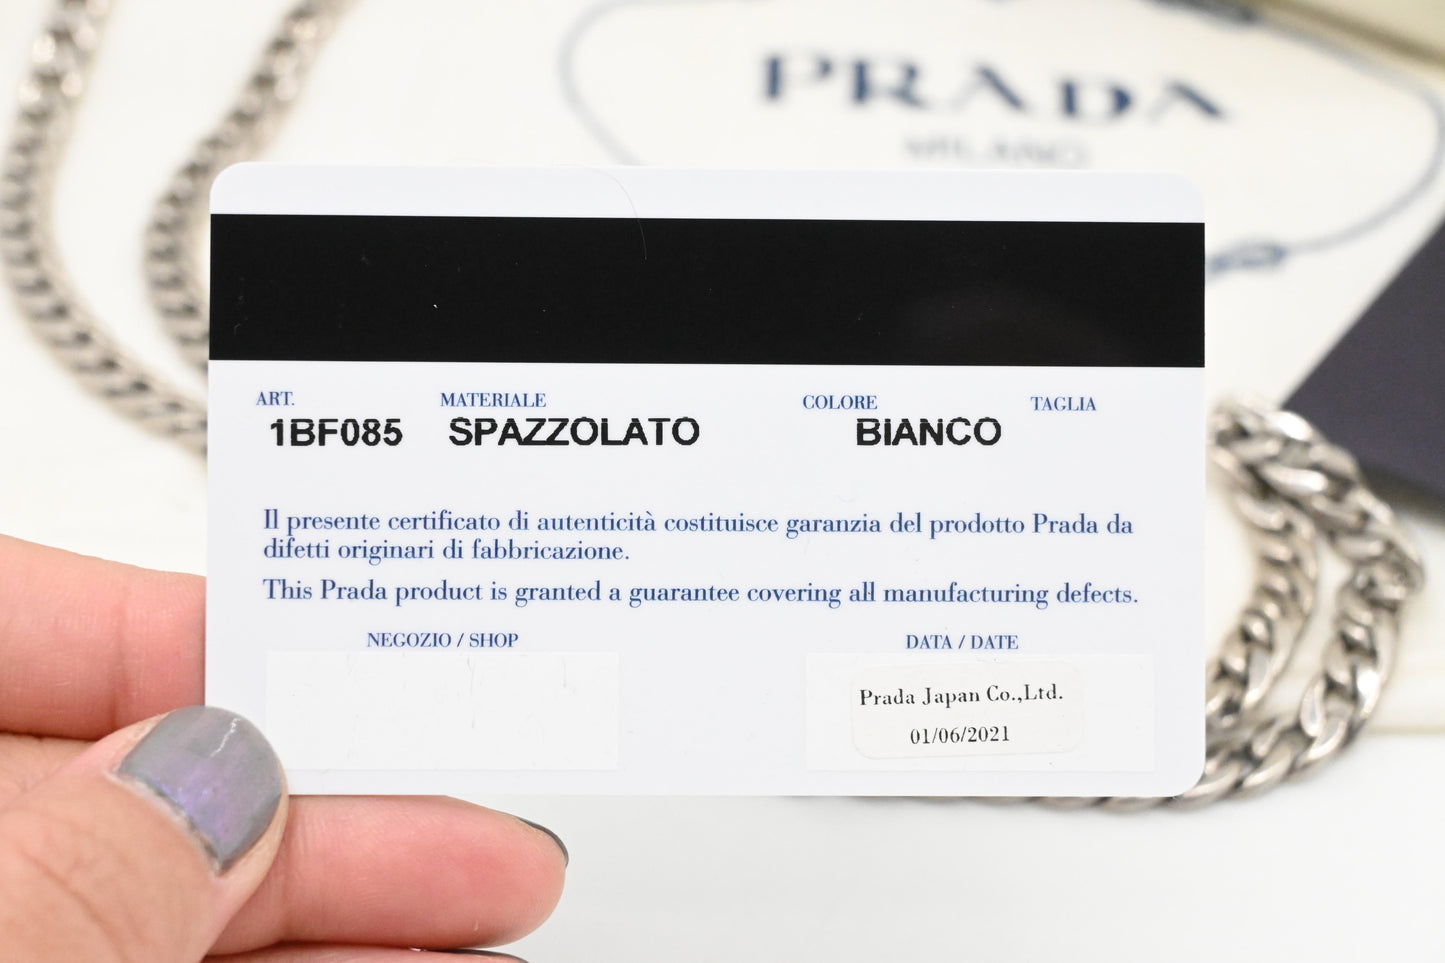 PRADA
MILANO
ART. MATERIALE COLORE TAGLIA
1BF085 SPAZZOLATO BIANCO
Il presente certificato di autenticità costituisce garanzia del prodotto Prada da
difetti originari di fabbricazione.
This Prada product is granted a guarantee covering all manufacturing defects.
NEGOZIO / SHOP DATA / DATE
Prada Japan Co.,Ltd.
01/06/2021